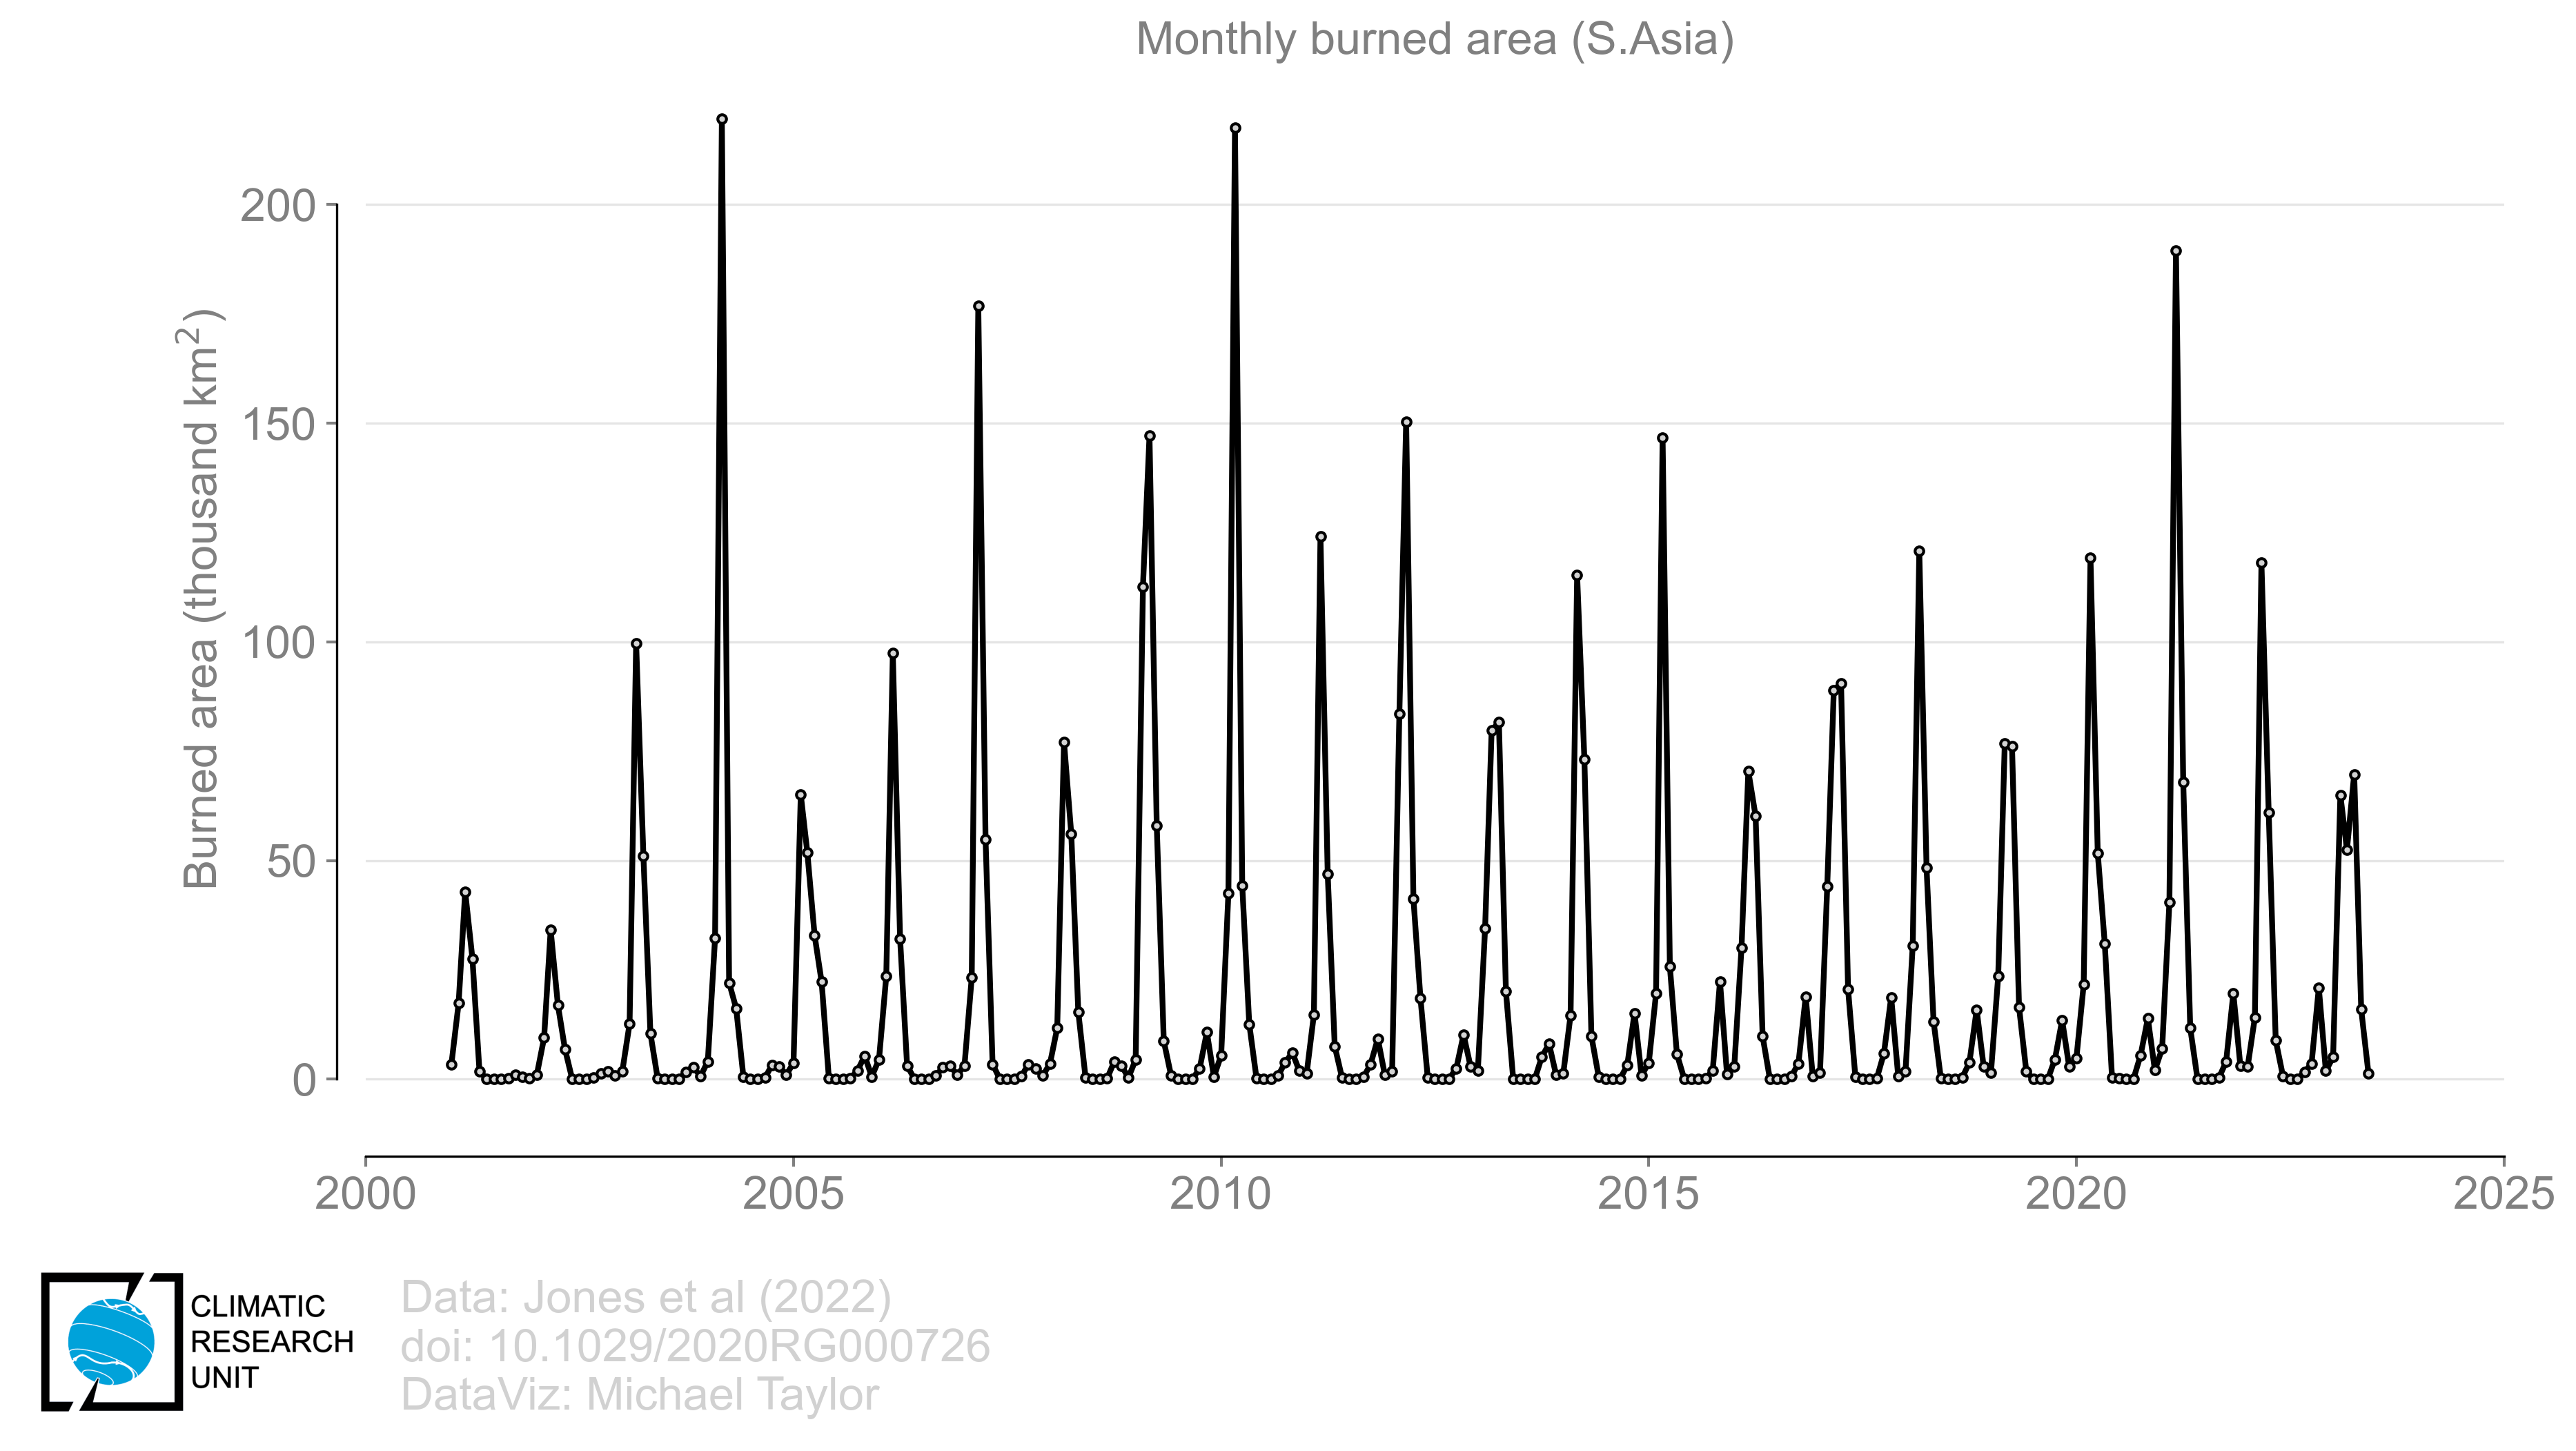 Monthly burned area (S.Asia)
Burned area (thousand km²)
200
150
100
50
0
2000 2005 2010 2015 2020 2025
CLIMATIC
RESEARCH
UNIT
Data: Jones et al (2022)
doi: 10.1029/2020RG000726
DataViz: Michael Taylor